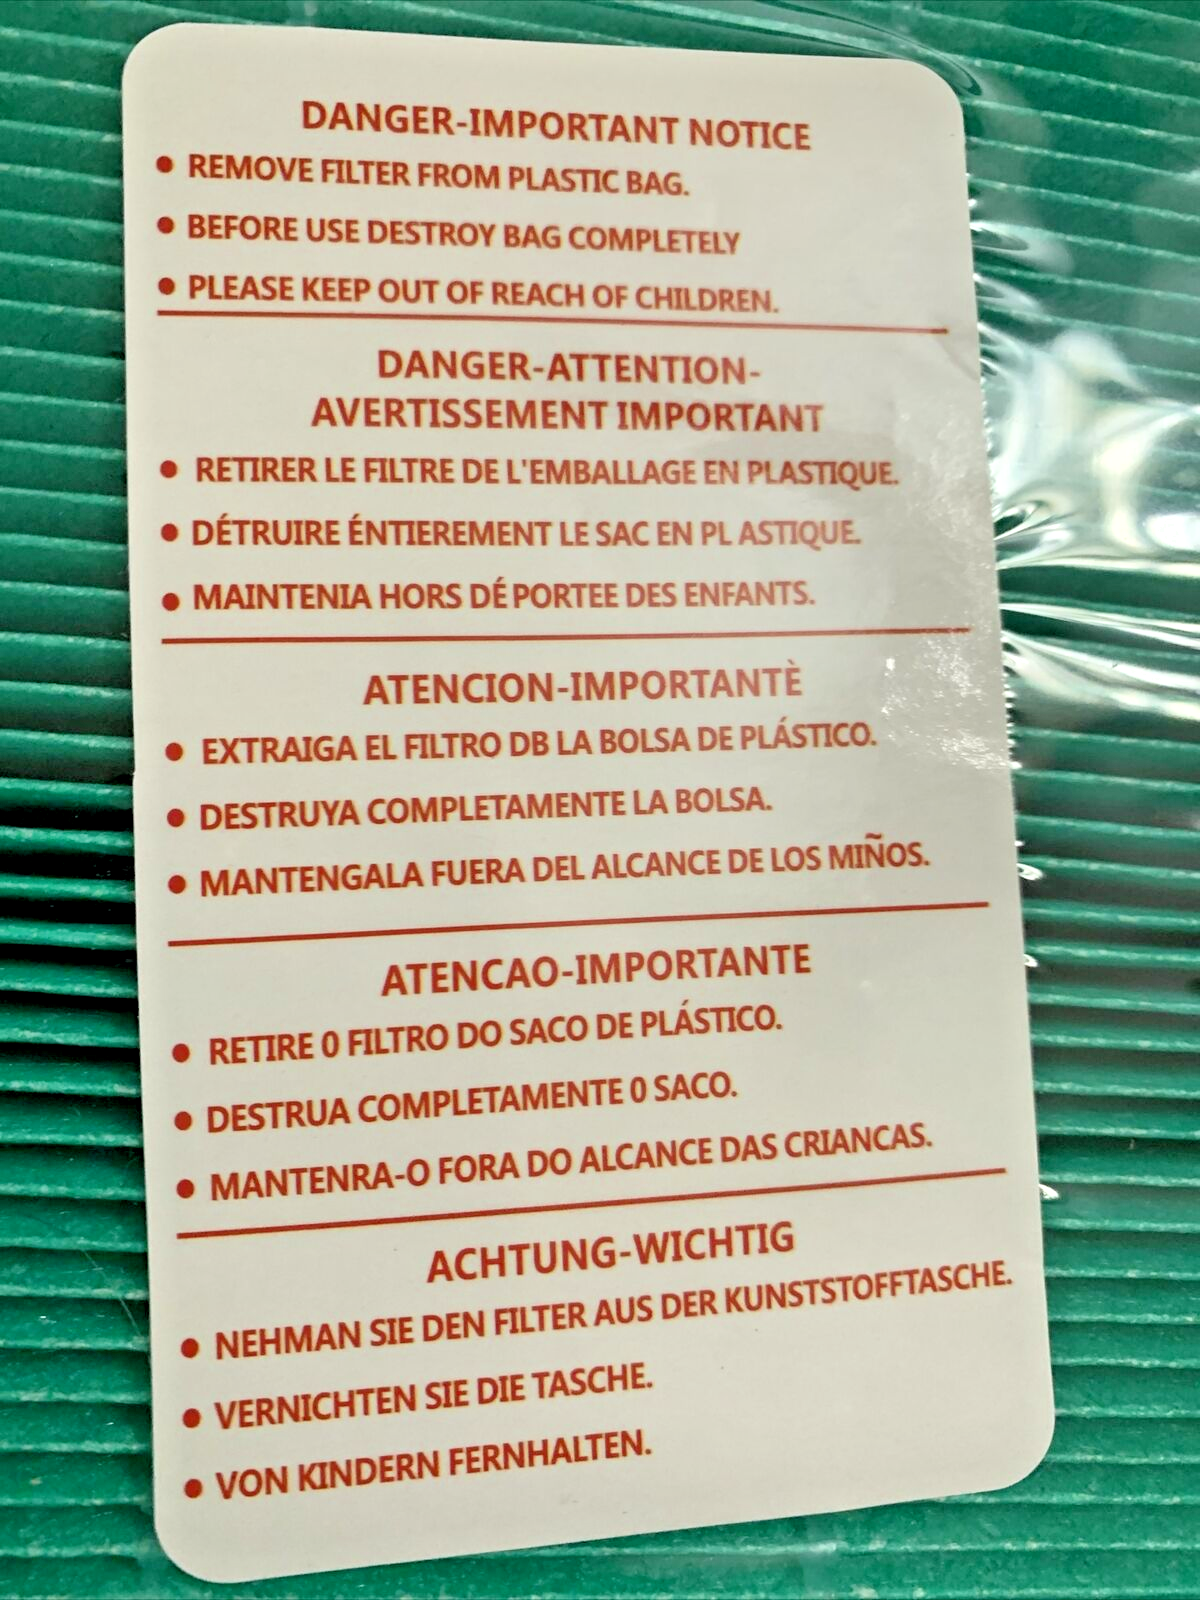 DANGER-IMPORTANT NOTICE
● REMOVE FILTER FROM PLASTIC BAG.
● BEFORE USE DESTROY BAG COMPLETELY
● PLEASE KEEP OUT OF REACH OF CHILDREN.
DANGER-ATTENTION-
AVERTISSEMENT IMPORTANT
● RETIRER LE FILTRE DE L'EMBALLAGE EN PLASTIQUE.
● DÉTRUIRE ÉNTIEREMENT LE SAC EN PL ASTIQUE.
● MAINTENIA HORS DÉ PORTEE DES ENFANTS.
ATENCION-IMPORTANTÈ
● EXTRAIGA EL FILTRO DB LA BOLSA DE PLÁSTICO.
● DESTRUYA COMPLETAMENTE LA BOLSA.
● MANTENGALA FUERA DEL ALCANCE DE LOS MIÑOS.
ATENCAO-IMPORTANTE
● RETIRE 0 FILTRO DO SACO DE PLÁSTICO.
● DESTRUA COMPLETAMENTE 0 SACO.
● MANTENRA-O FORA DO ALCANCE DAS CRIANCAS.
ACHTUNG-WICHTIG
● NEHMAN SIE DEN FILTER AUS DER KUNSTSTOFFTASCHE.
● VERNICHTEN SIE DIE TASCHE.
● VON KINDERN FERNHALTEN.